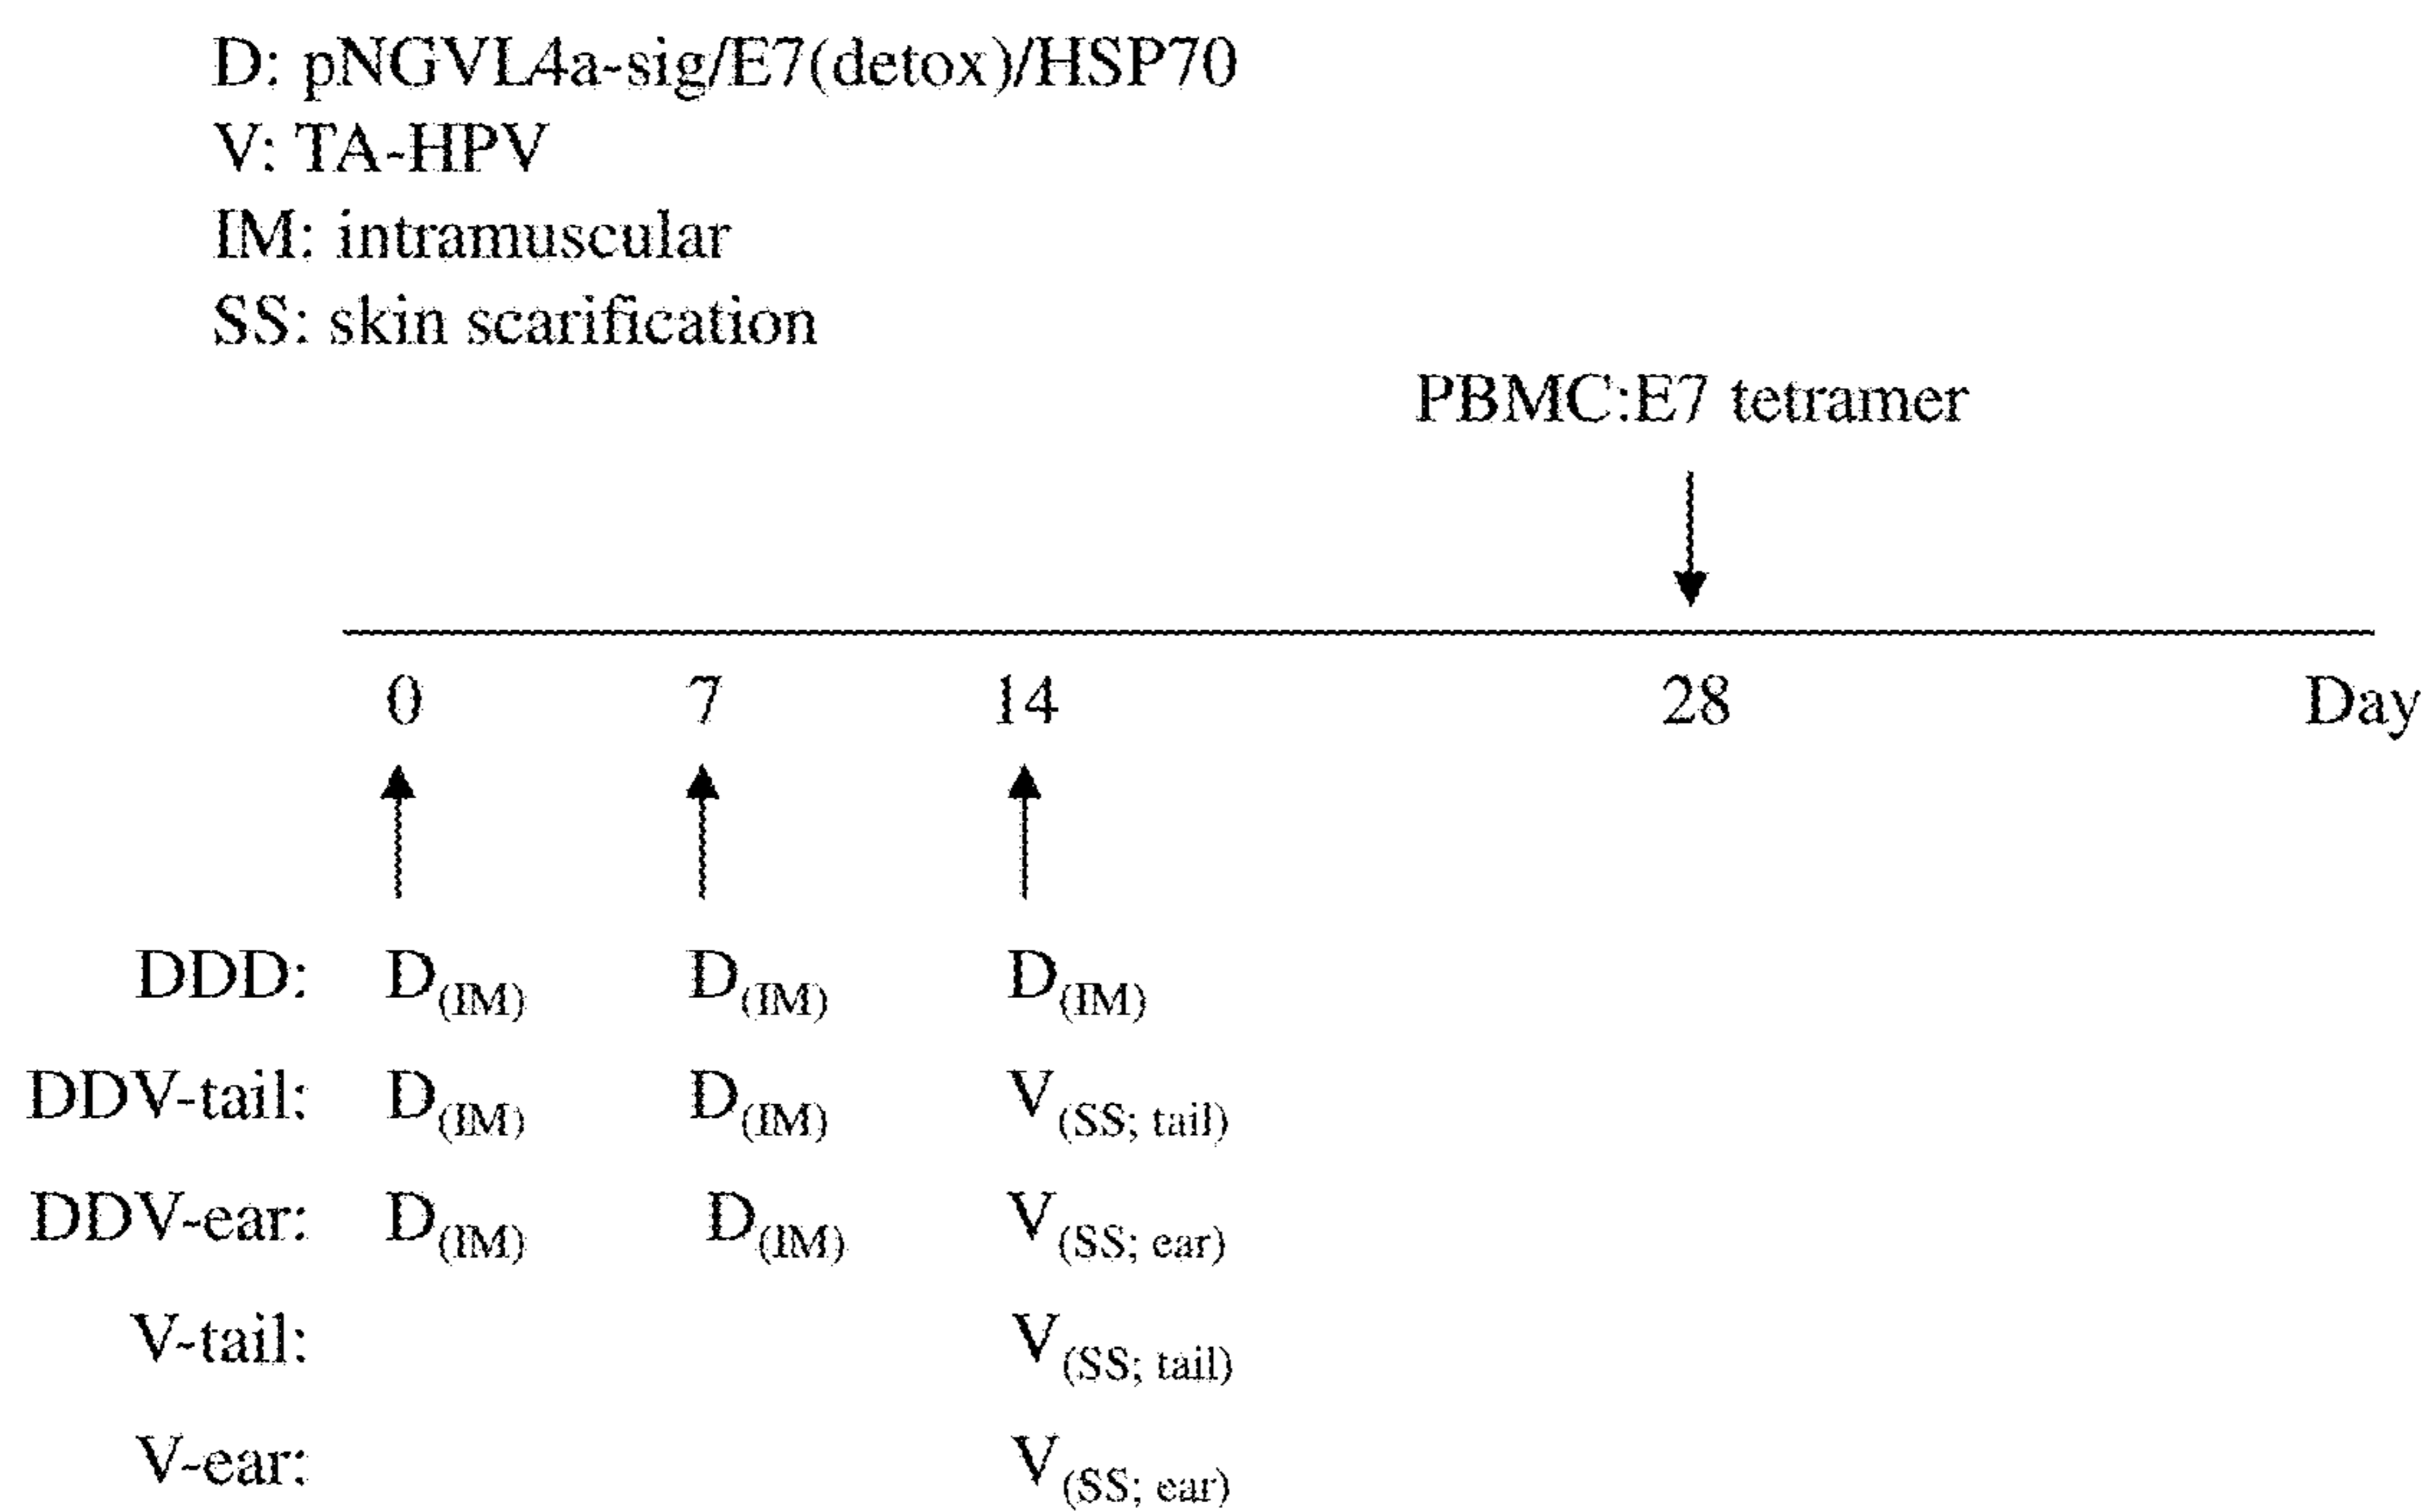 D: pNGVL4a-sig/E7(detox)/HSP70
V: TA-HPV
IM: intramuscular
SS: skin scarification
PBMC:E7 tetramer
0 7 14 28 Day
DDD: D(IM) D(IM) D(IM)
DDV-tail: D(IM) D(IM) V(SS; tail)
DDV-ear: D(IM) D(IM) V(SS; ear)
V-tail: V(SS; tail)
V-ear: V(SS; ear)